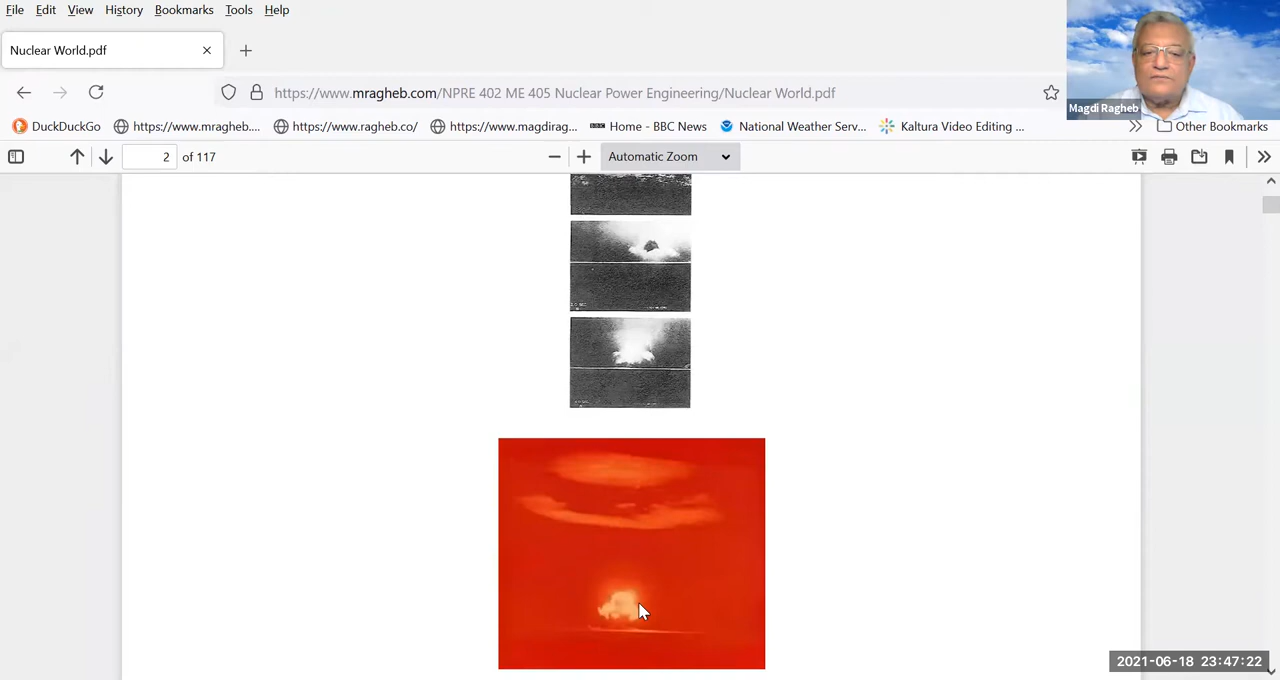 File Edit View History Bookmarks Tools Help
Nuclear World.pdf
https://www.mragheb.com/NPRE 402 ME 405 Nuclear Power Engineering/Nuclear World.pdf
Magdi Ragheb
DuckDuckGo https://www.mragheb.... https://www.ragheb.co/ https://www.magdirag... BBC Home - BBC News National Weather Serv... Kaltura Video Editing ... Other Bookmarks
2 of 117 Automatic Zoom
2021-06-18 23:47:22